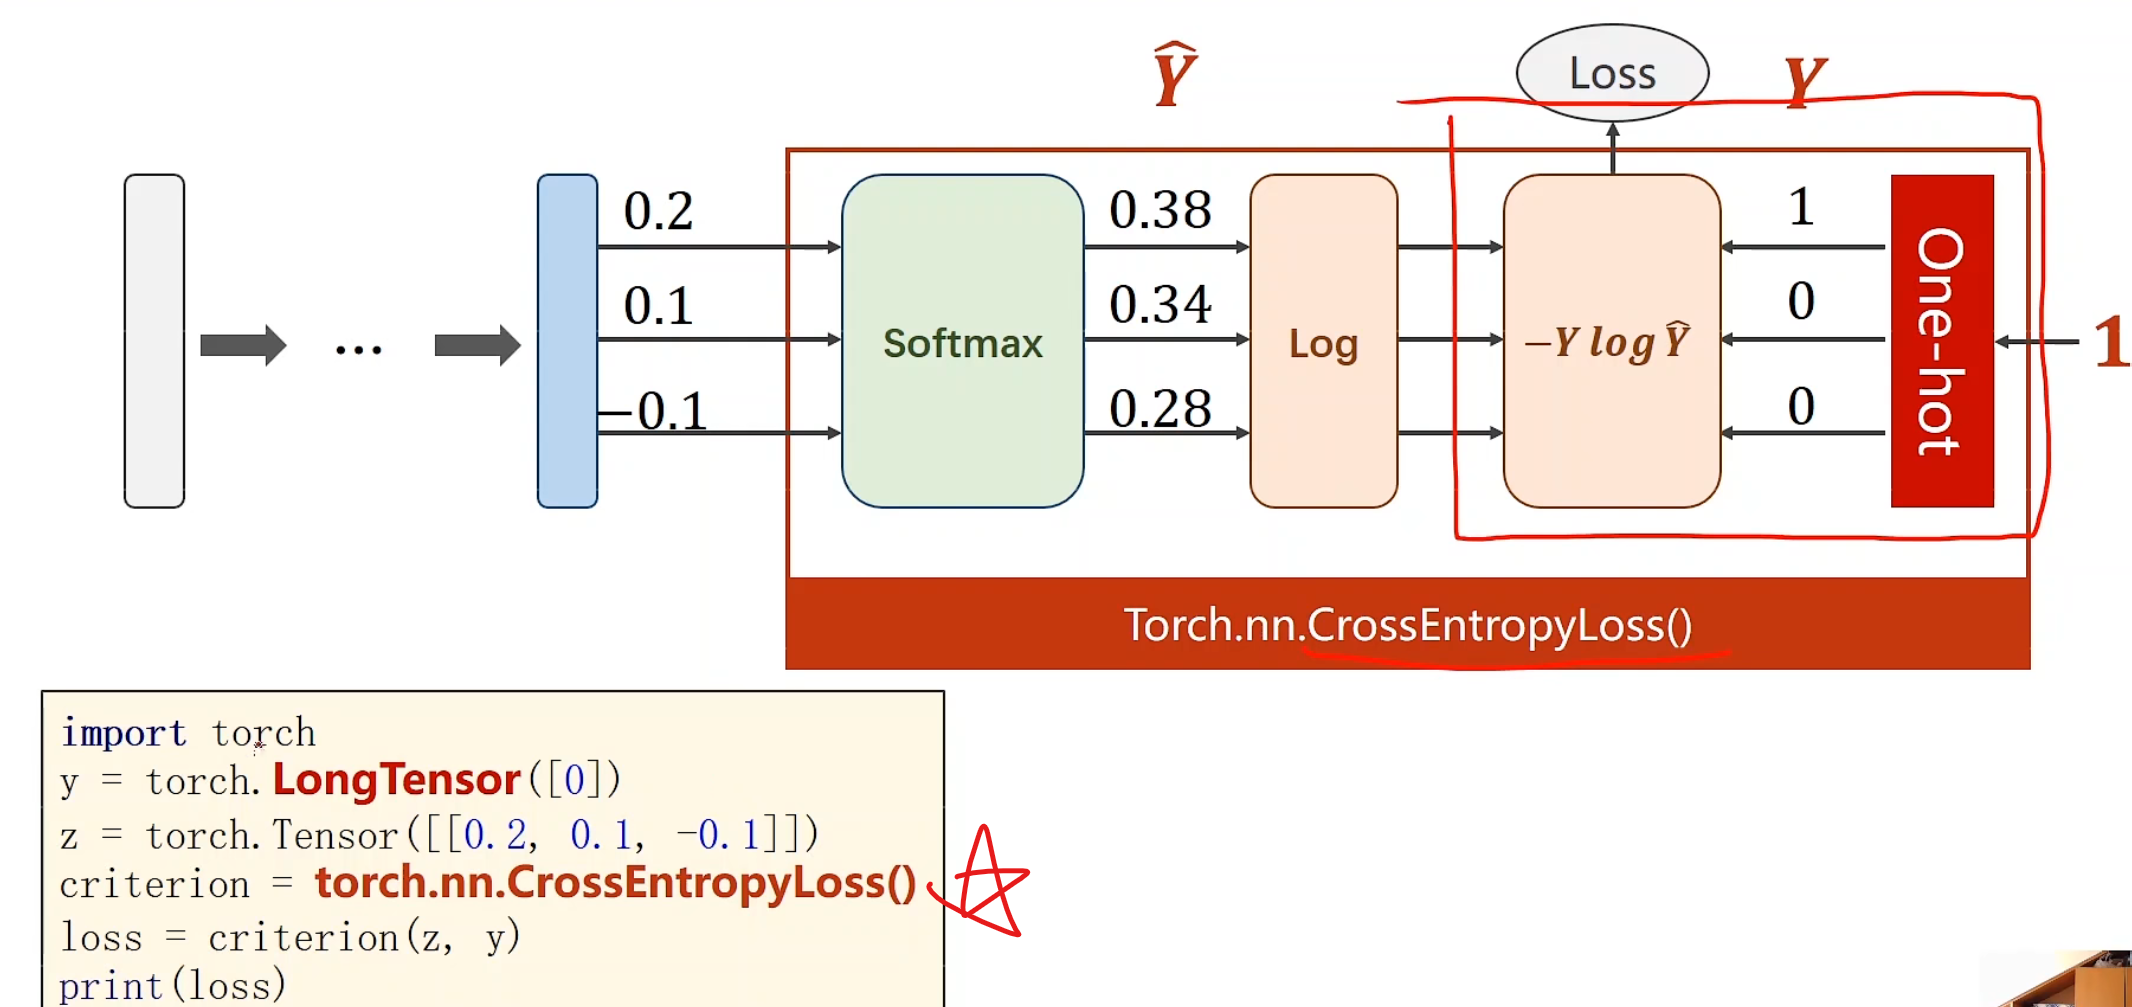 Ŷ
Loss
Y
0.2
0.38
1
0.1
0.34
0
−0.1
0.28
0
...
Softmax
Log
−Y log Ŷ
One-hot
1
Torch.nn.CrossEntropyLoss()
import torch
y = torch.LongTensor([0])
z = torch.Tensor([[0.2, 0.1, -0.1]])
criterion = torch.nn.CrossEntropyLoss()
loss = criterion(z, y)
print(loss)